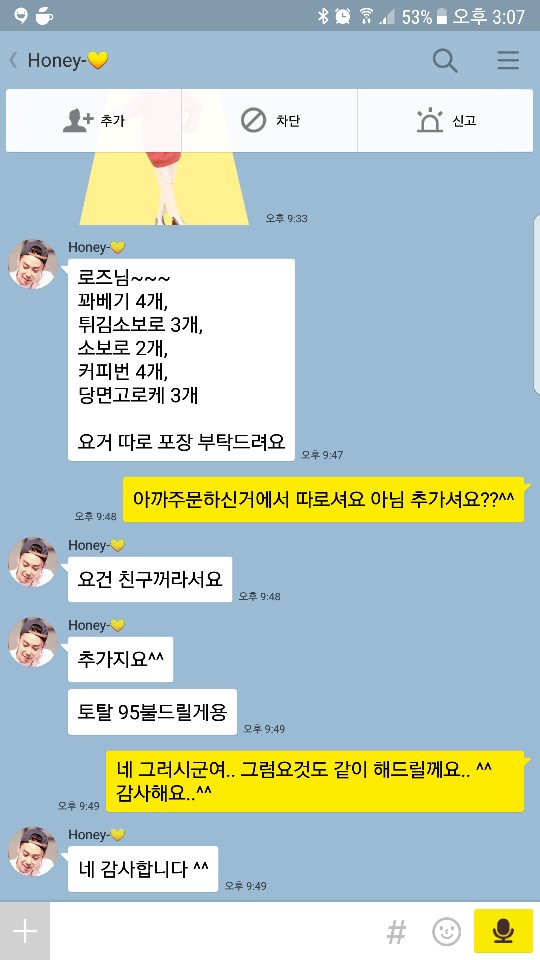 53% 오후 3:07
Honey-💛
추가
차단
신고
오후 9:33
Honey-💛
로즈님~~~
꽈베기 4개,
튀김소보로 3개,
소보로 2개,
커피번 4개,
당면고로케 3개
요거 따로 포장 부탁드려요
오후 9:47
아까주문하신거에서 따로셔요 아님 추가셔요??^^
오후 9:48
Honey-💛
요건 친구꺼라서요
오후 9:48
Honey-💛
추가지요^^
토탈 95불드릴게용
오후 9:49
네 그러시군여.. 그럼요것도 같이 해드릴께요.. ^^
감사해요..^^
오후 9:49
Honey-💛
네 감사합니다 ^^
오후 9:49
#